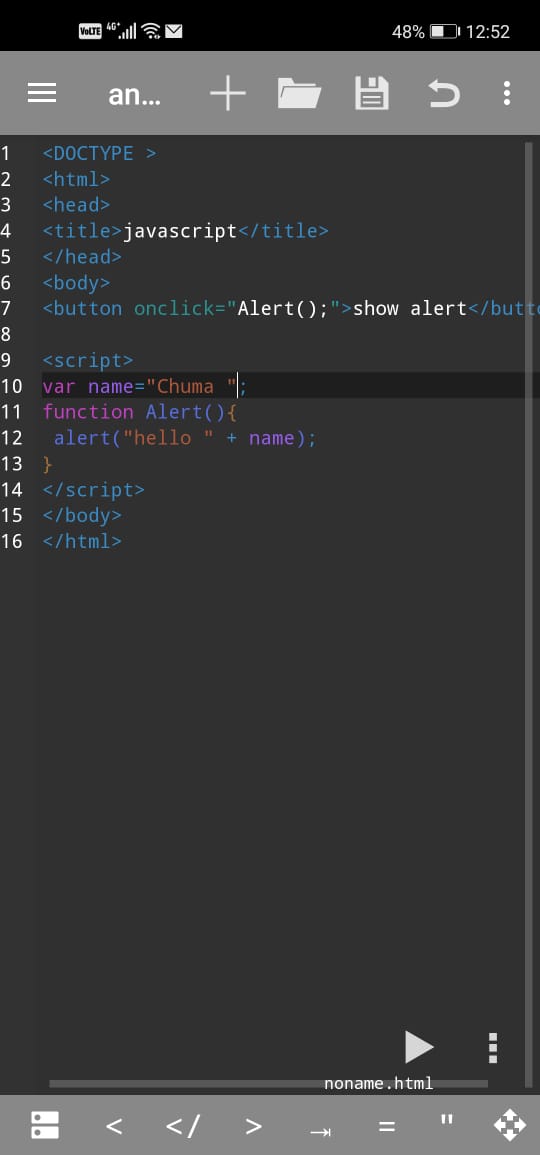 VoLTE 4G+ 48% 12:52
an...
1 <DOCTYPE >
2 <html>
3 <head>
4 <title>javascript</title>
5 </head>
6 <body>
7 <button onclick="Alert();">show alert</butto
8
9 <script>
10 var name="Chuma ";
11 function Alert(){
12  alert("hello " + name);
13 }
14 </script>
15 </body>
16 </html>
noname.html
< </ > = "